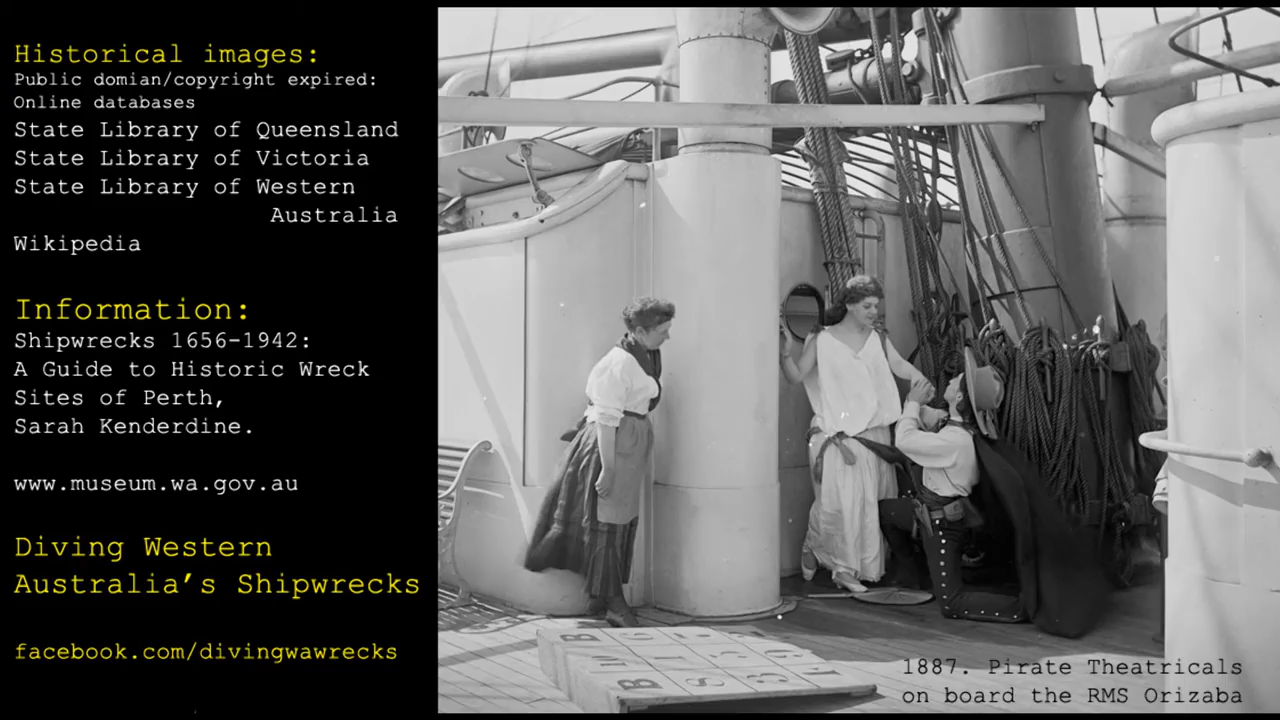 Historical images:
Public domian/copyright expired:
Online databases
State Library of Queensland
State Library of Victoria
State Library of Western
Australia
Wikipedia
Information:
Shipwrecks 1656-1942:
A Guide to Historic Wreck
Sites of Perth,
Sarah Kenderdine.
www.museum.wa.gov.au
Diving Western
Australia's Shipwrecks
facebook.com/divingwawrecks
1887. Pirate Theatricals
on board the RMS Orizaba